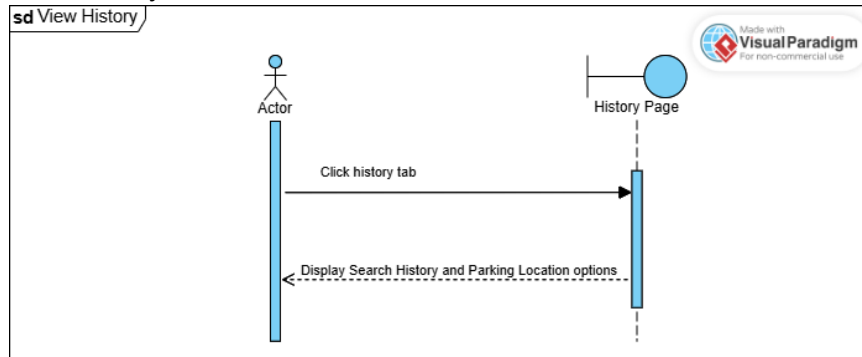 sd View History
Made with
Visual Paradigm
For non-commercial use
Actor
History Page
Click history tab
Display Search History and Parking Location options